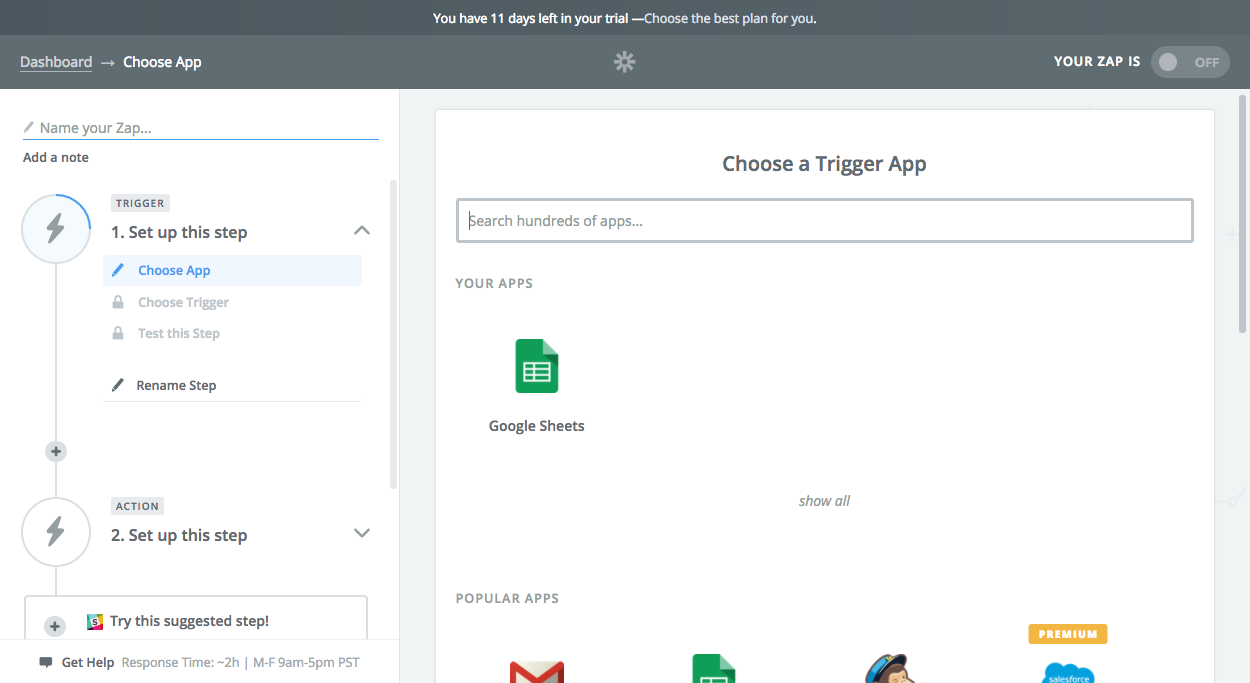 You have 11 days left in your trial —Choose the best plan for you.
Dashboard → Choose App
YOUR ZAP IS
OFF
Name your Zap...
Add a note
TRIGGER
1. Set up this step
Choose App
Choose Trigger
Test this Step
Rename Step
ACTION
2. Set up this step
S
Try this suggested step!
Get Help Response Time: ~2h | M-F 9am-5pm PST
Choose a Trigger App
Search hundreds of apps...
YOUR APPS
Google Sheets
show all
POPULAR APPS
PREMIUM
salesforce